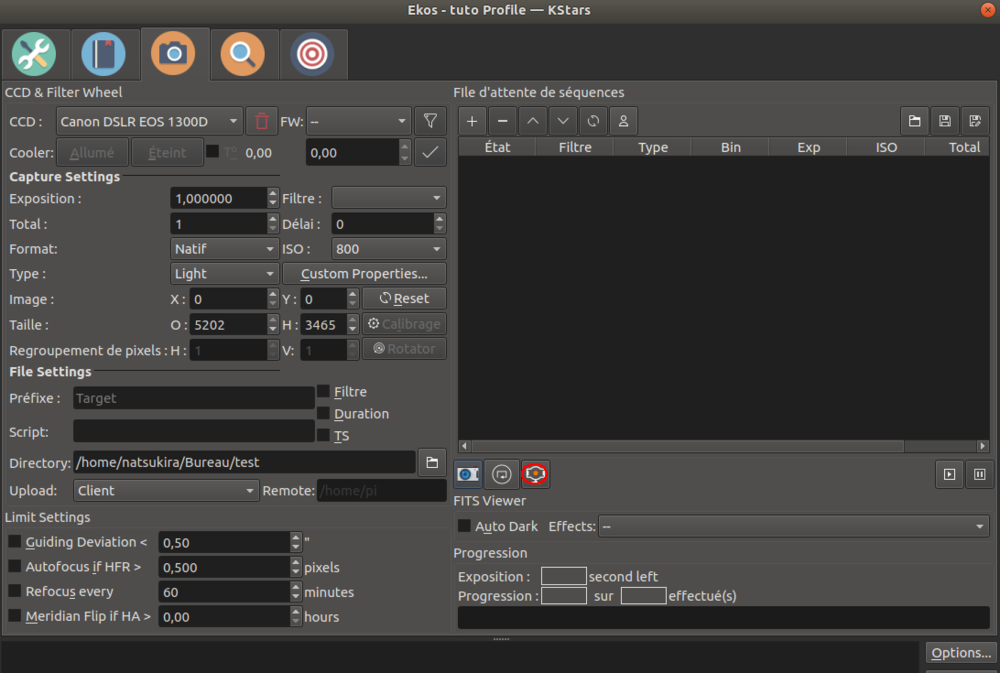 Ekos - tuto Profile — KStars
CCD & Filter Wheel
CCD : Canon DSLR EOS 1300D FW: --
Cooler: Allumé Éteint T° 0,00 0,00
Capture Settings
Exposition : 1,000000 Filtre :
Total : 1 Délai : 0
Format: Natif ISO : 800
Type : Light Custom Properties...
Image : X : 0 Y : 0 Reset
Taille : O : 5202 H : 3465 Calibrage
Regroupement de pixels : H : 1 V: 1 Rotator
File Settings
Préfixe : Target Filtre
Duration
Script: TS
Directory: /home/natsukira/Bureau/test
Upload: Client Remote: /home/pi
Limit Settings
Guiding Deviation < 0,50 "
Autofocus if HFR > 0,500 pixels
Refocus every 60 minutes
Meridian Flip if HA > 0,00 hours
FIle d'attente de séquences
État Filtre Type Bin Exp ISO Total
FITS Viewer
Auto Dark Effects: --
Progression
Exposition : second left
Progression : sur effectué(s)
Options...